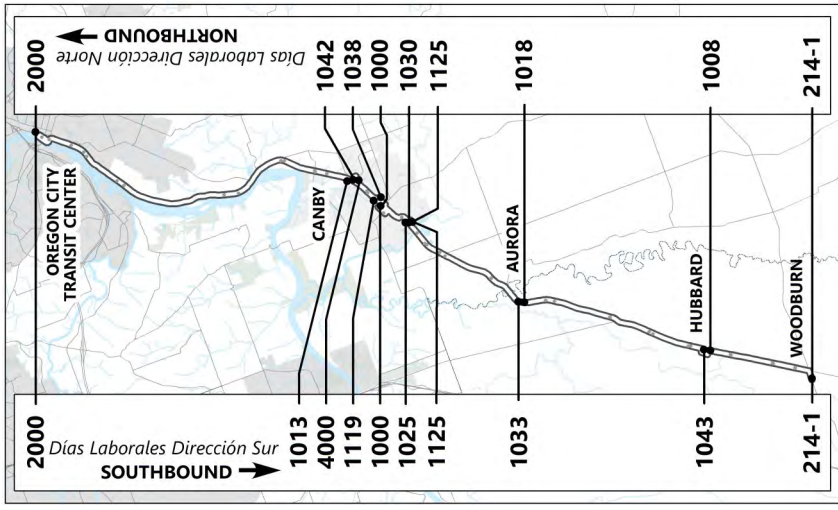 Días Laborales Dirección Norte
NORTHBOUND
2000
1042
1038
1000
1030
1125
1018
1008
214-1
OREGON CITY
TRANSIT CENTER
CANBY
AURORA
HUBBARD
WOODBURN
2000
1013
4000
1119
1000
1025
1125
1033
1043
214-1
Días Laborales Dirección Sur
SOUTHBOUND